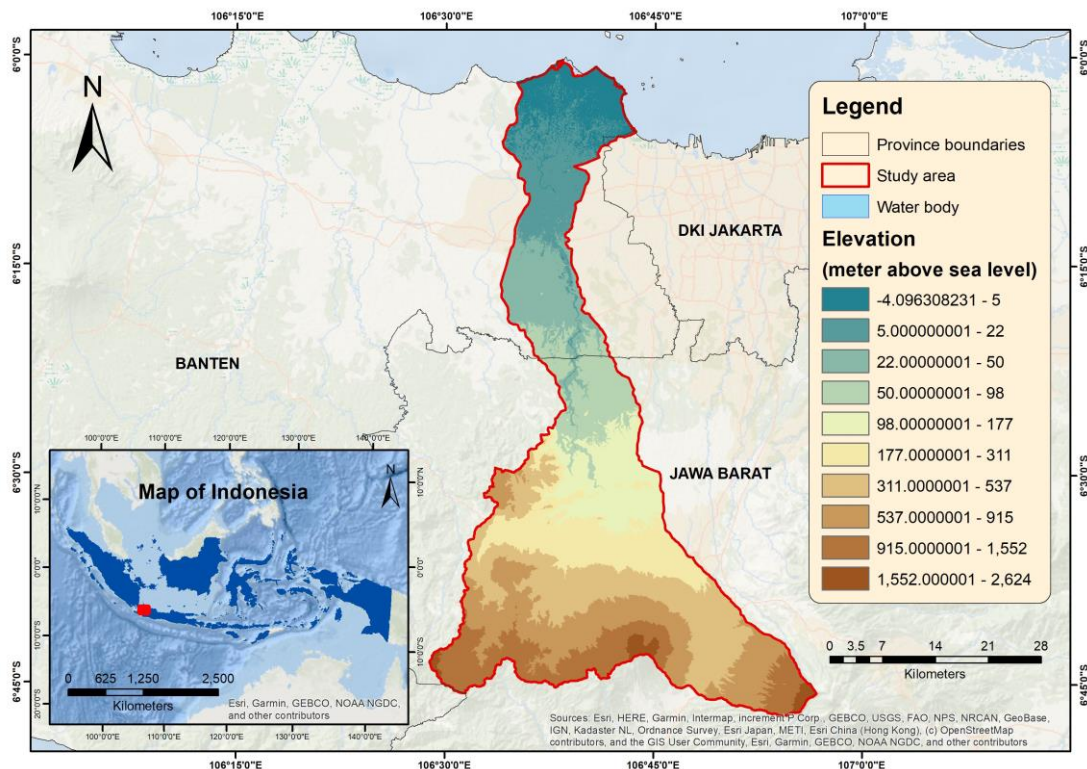 106°15'0"E 106°30'0"E 106°45'0"E 107°0'0"E
6°0'0"S 6°0'0"S
N
Legend
Province boundaries
Study area
Water body
Elevation
(meter above sea level)
-4.096308231 - 5
5.000000001 - 22
22.00000001 - 50
50.00000001 - 98
98.00000001 - 177
177.0000001 - 311
311.0000001 - 537
537.0000001 - 915
915.0000001 - 1,552
1,552.000001 - 2,624
DKI JAKARTA
6°15'0"S 6°15'0"S
BANTEN
JAWA BARAT
6°30'0"S 6°30'0"S
100°0'0"E 110°0'0"E 120°0'0"E 130°0'0"E 140°0'0"E
Map of Indonesia
N
10°0'0"N 10°0'0"N
0°0'0" 0°0'0"
10°0'0"S 10°0'0"S
20°0'0"S
0 625 1,250 2,500
Kilometers
Esri, Garmin, GEBCO, NOAA NGDC,
and other contributors
100°0'0"E 110°0'0"E 120°0'0"E 130°0'0"E 140°0'0"E
0 3.5 7 14 21 28
Kilometers
6°45'0"S 6°45'0"S
Sources: Esri, HERE, Garmin, Intermap, increment P Corp., GEBCO, USGS, FAO, NPS, NRCAN, GeoBase,
IGN, Kadaster NL, Ordnance Survey, Esri Japan, METI, Esri China (Hong Kong), (c) OpenStreetMap
contributors, and the GIS User Community, Esri, Garmin, GEBCO, NOAA NGDC, and other contributors
106°15'0"E 106°30'0"E 106°45'0"E 107°0'0"E